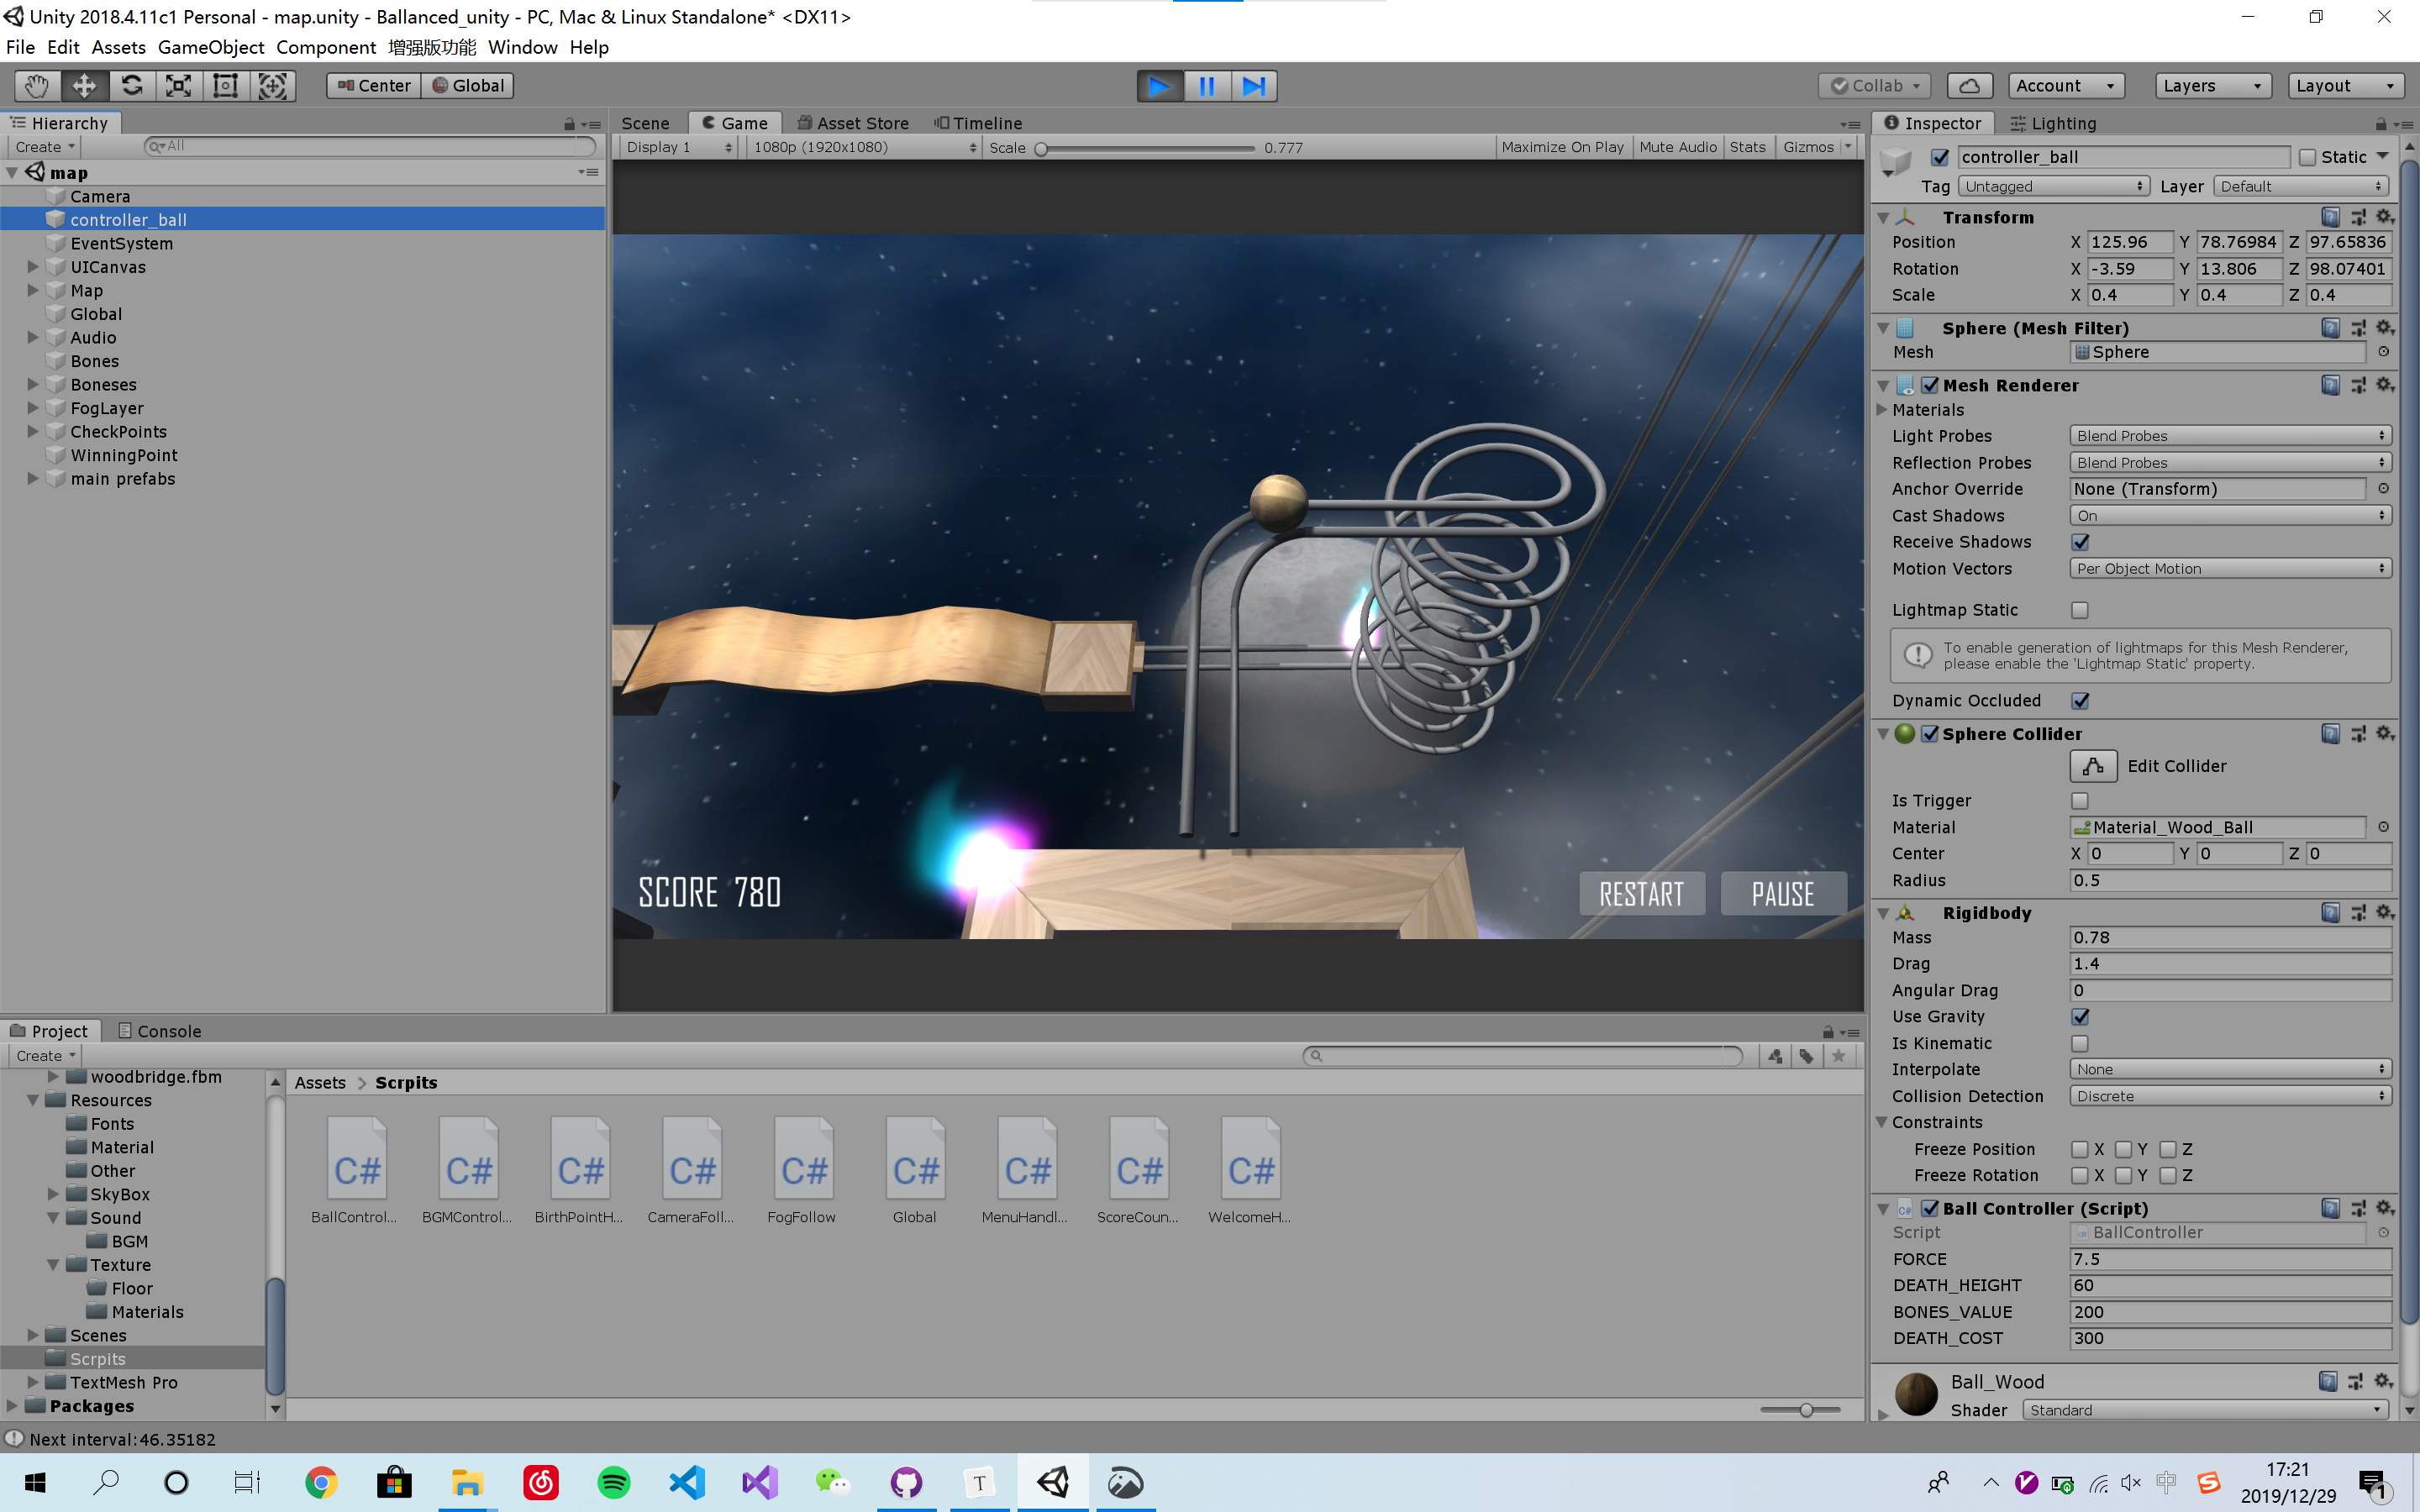 Unity 2018.4.11c1 Personal - map.unity - Ballanced_unity - PC, Mac & Linux Standalone* <DX11>
File Edit Assets GameObject Component 增强版功能 Window Help
Center Global Collab Account Layers Layout
Hierarchy
Create All
map
Camera
controller_ball
EventSystem
UICanvas
Map
Global
Audio
Bones
Boneses
FogLayer
CheckPoints
WinningPoint
main prefabs
Scene Game Asset Store Timeline
Display 1 1080p (1920x1080) Scale 0.777 Maximize On Play Mute Audio Stats Gizmos
SCORE 780
RESTART PAUSE
Inspector Lighting
controller_ball Static
Tag Untagged Layer Default
Transform
Position X 125.96 Y 78.76984 Z 97.65836
Rotation X -3.59 Y 13.806 Z 98.07401
Scale X 0.4 Y 0.4 Z 0.4
Sphere (Mesh Filter)
Mesh Sphere
Mesh Renderer
Materials
Light Probes Blend Probes
Reflection Probes Blend Probes
Anchor Override None (Transform)
Cast Shadows On
Receive Shadows
Motion Vectors Per Object Motion
Lightmap Static
To enable generation of lightmaps for this Mesh Renderer,
please enable the 'Lightmap Static' property.
Dynamic Occluded
Sphere Collider
Edit Collider
Is Trigger
Material Material_Wood_Ball
Center X 0 Y 0 Z 0
Radius 0.5
Rigidbody
Mass 0.78
Drag 1.4
Angular Drag 0
Use Gravity
Is Kinematic
Interpolate None
Collision Detection Discrete
Constraints
Freeze Position X Y Z
Freeze Rotation X Y Z
Ball Controller (Script)
C#
Script BallController
FORCE 7.5
DEATH_HEIGHT 60
BONES_VALUE 200
DEATH_COST 300
Ball_Wood
Shader Standard
Project Console
Create
woodbridge.fbm
Resources
Fonts
Material
Other
SkyBox
Sound
BGM
Texture
Floor
Materials
Scenes
Scrpits
TextMesh Pro
Packages
Assets > Scrpits
C# C# C# C# C# C# C# C# C#
BallControl... BGMControl... BirthPointH... CameraFoll... FogFollow Global MenuHandl... ScoreCoun... WelcomeH...
Next interval:46.35182
T
中
S
17:21
2019/12/29
1